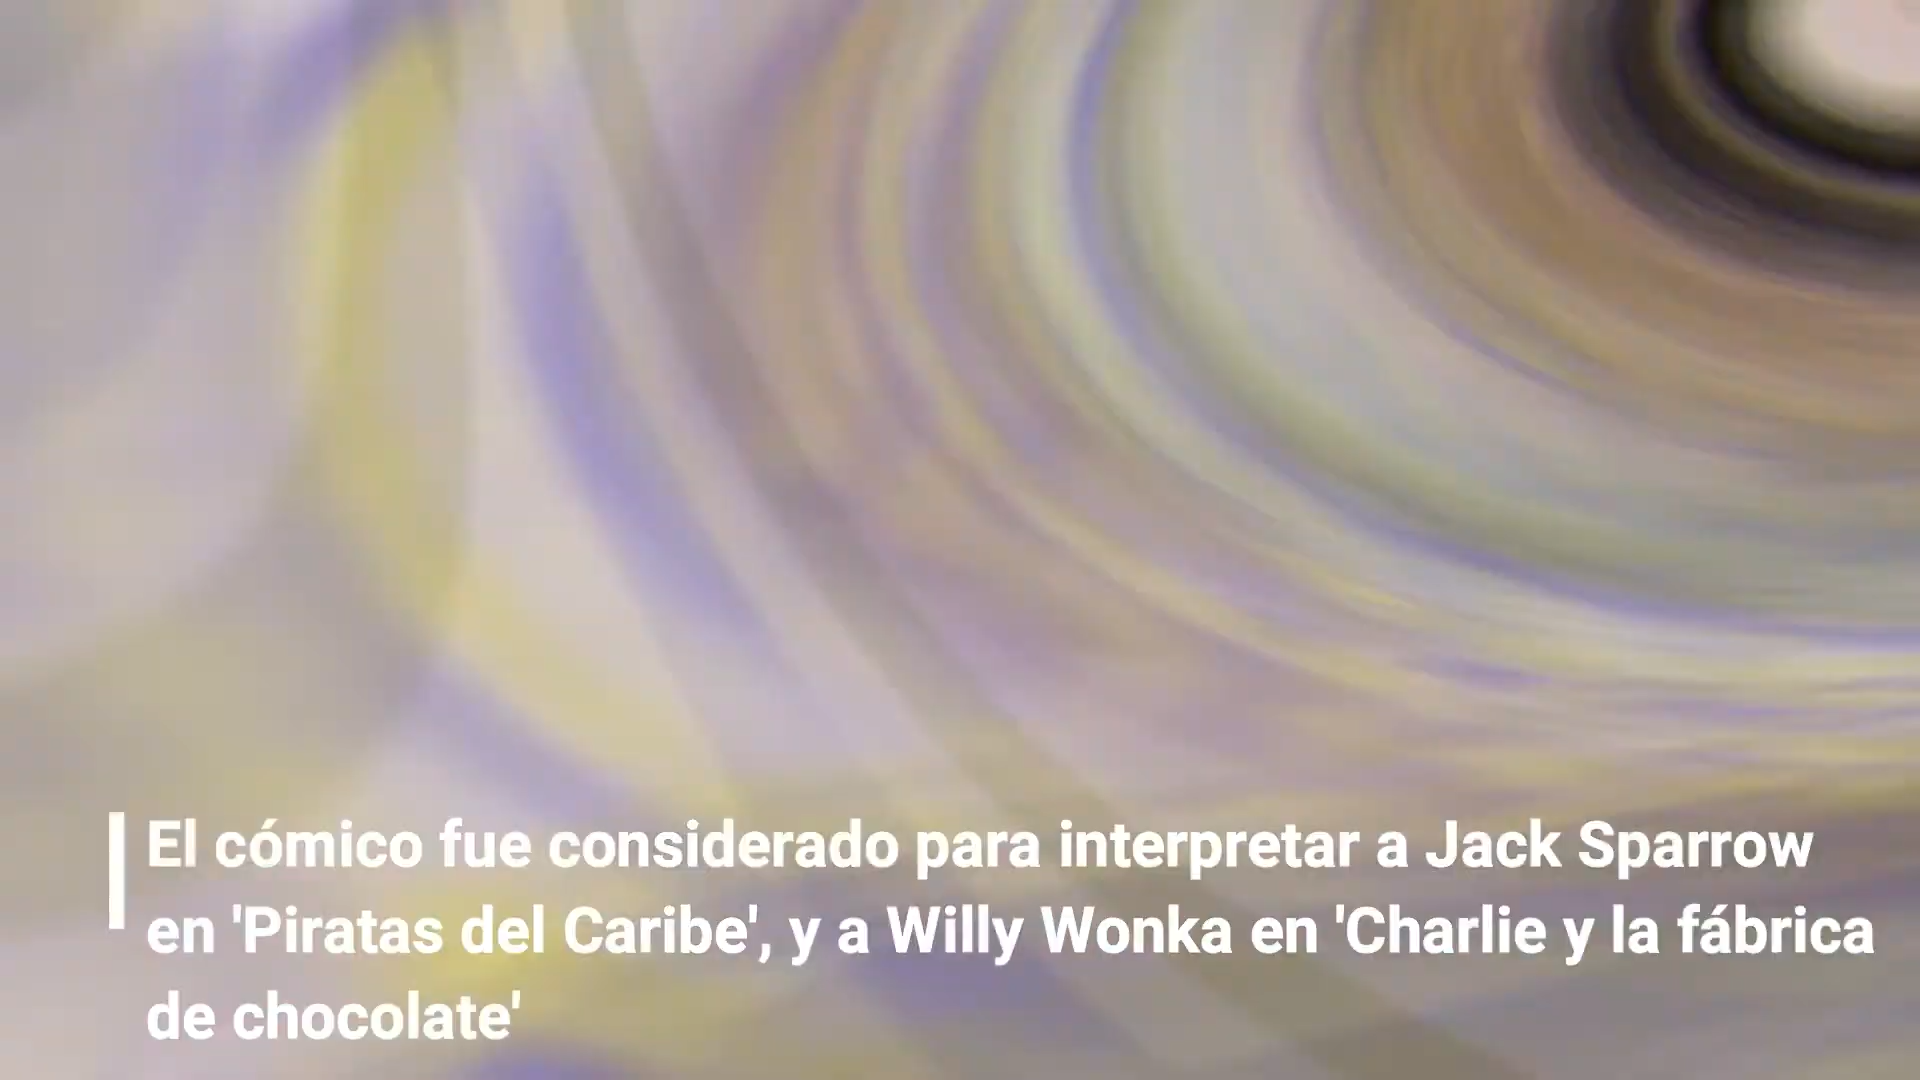 El cómico fue considerado para interpretar a Jack Sparrow
en 'Piratas del Caribe', y a Willy Wonka en 'Charlie y la fábrica
de chocolate'